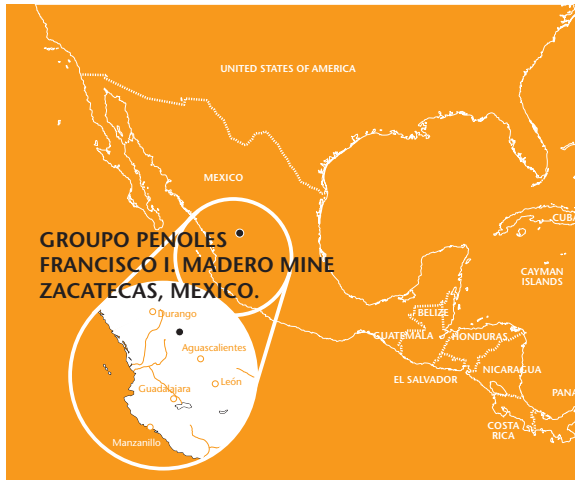 UNITED STATES OF AMERICA
MEXICO
CUBA
GROUPO PENOLES
FRANCISCO I. MADERO MINE
ZACATECAS, MEXICO.
CAYMAN
ISLANDS
BELIZE
GUATEMALA
HONDURAS
NICARAGUA
EL SALVADOR
PANA
COSTA
RICA
Durango
Aguascalientes
León
Guadalajara
Manzanillo